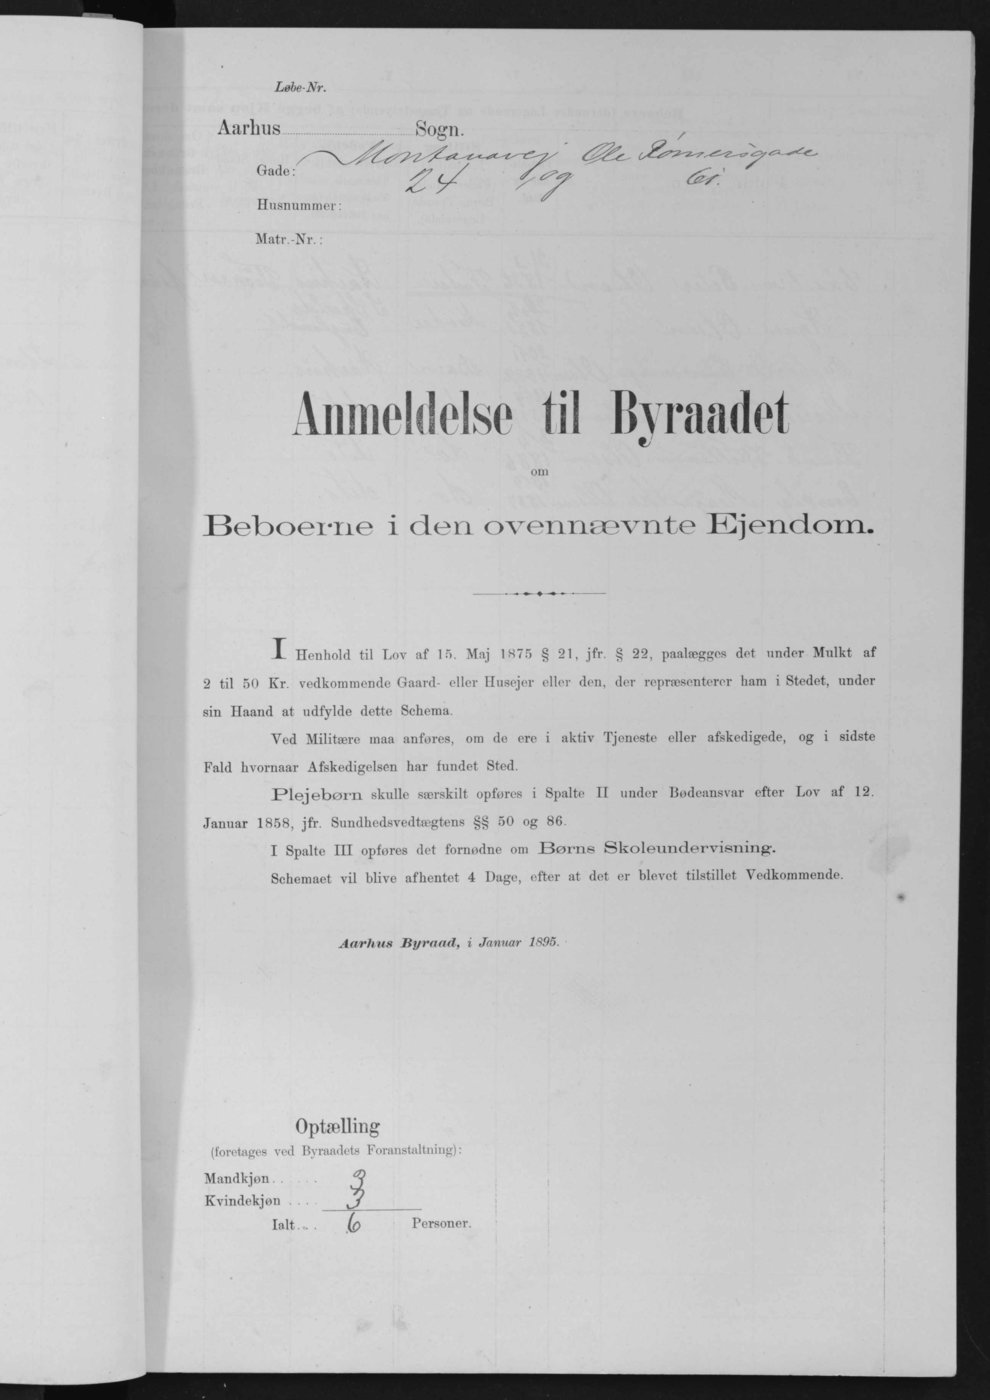 Løbe-Nr.
Aarhus Sogn.
Gade: Montanavej Ole Rømersgade
24 og 61.
Husnummer:
Matr.-Nr.:
Anmeldelse til Byraadet
om
Beboerne i den ovennævnte Ejendom.
I Henhold til Lov af 15. Maj 1875 § 21, jfr. § 22, paalægges det under Mulkt af
2 til 50 Kr. vedkommende Gaard- eller Husejer eller den, der repræsenterer ham i Stedet, under
sin Haand at udfylde dette Schema.
Ved Militære maa anføres, om de ere i aktiv Tjeneste eller afskedigede, og i sidste
Fald hvornaar Afskedigelsen har fundet Sted.
Plejebørn skulle særskilt opføres i Spalte II under Bødeansvar efter Lov af 12.
Januar 1858, jfr. Sundhedsvedtægtens §§ 50 og 86.
I Spalte III opføres det fornødne om Børns Skoleundervisning.
Schemaet vil blive afhentet 4 Dage, efter at det er blevet tilstillet Vedkommende.
Aarhus Byraad, i Januar 1895.
Optælling
(foretages ved Byraadets Foranstaltning):
Mandkjøn...... 3
Kvindekjøn .... 3
Ialt.... 6 Personer.